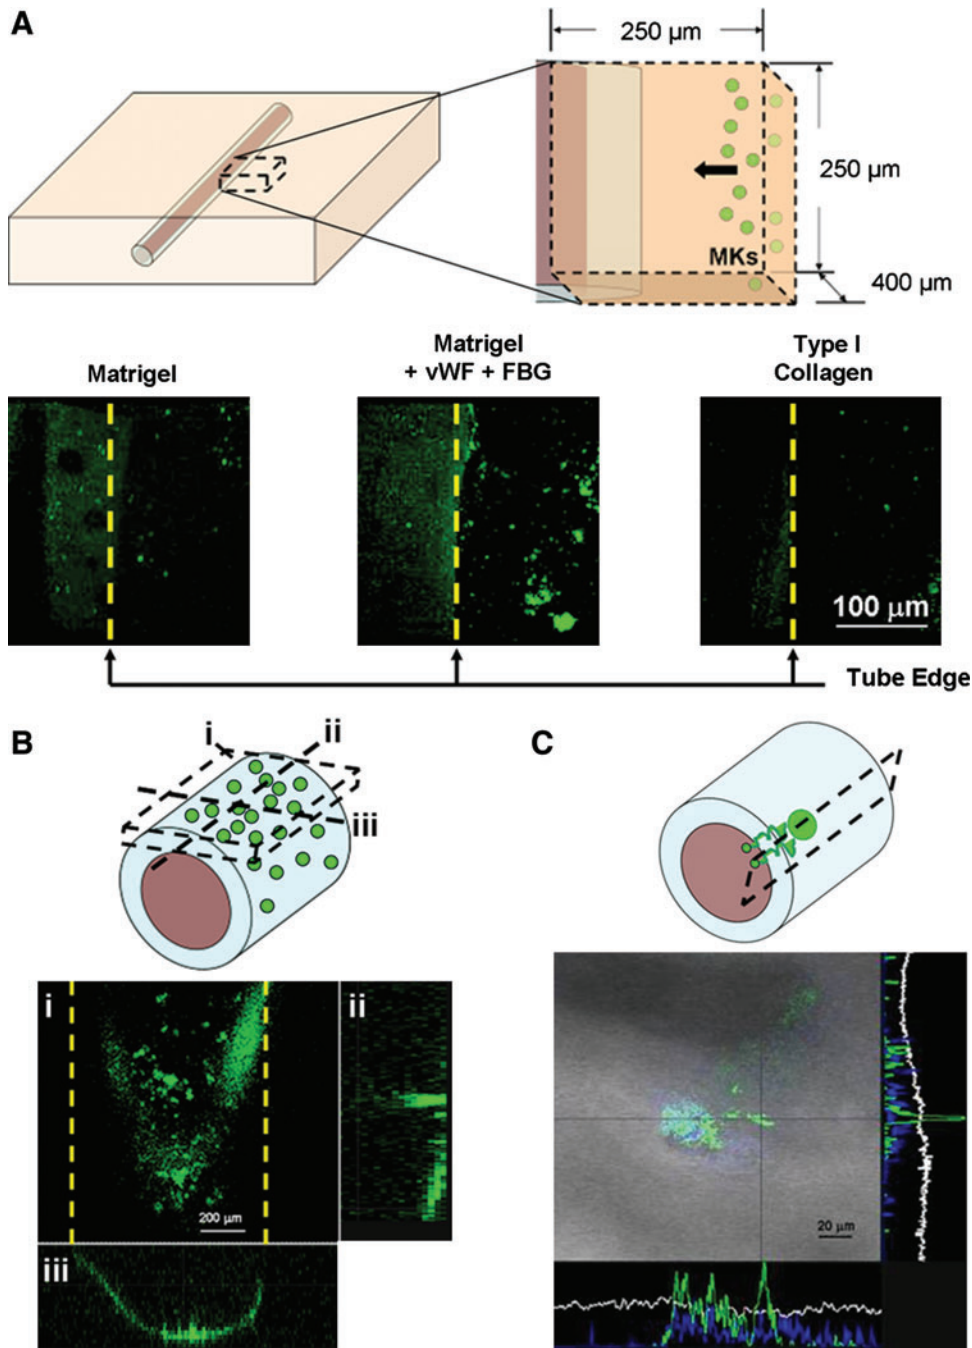 A
250 µm
250 µm
MKs
400 µm
Matrigel
Matrigel
+ vWF + FBG
Type I
Collagen
100 µm
Tube Edge
B
i
ii
iii
C
i
ii
200 µm
iii
20 µm